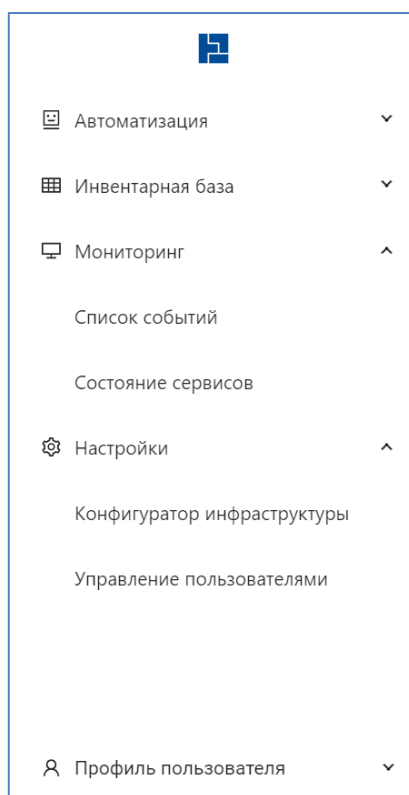 Автоматизация
Инвентарная база
Мониторинг
Список событий
Состояние сервисов
Настройки
Конфигуратор инфраструктуры
Управление пользователями
Профиль пользователя